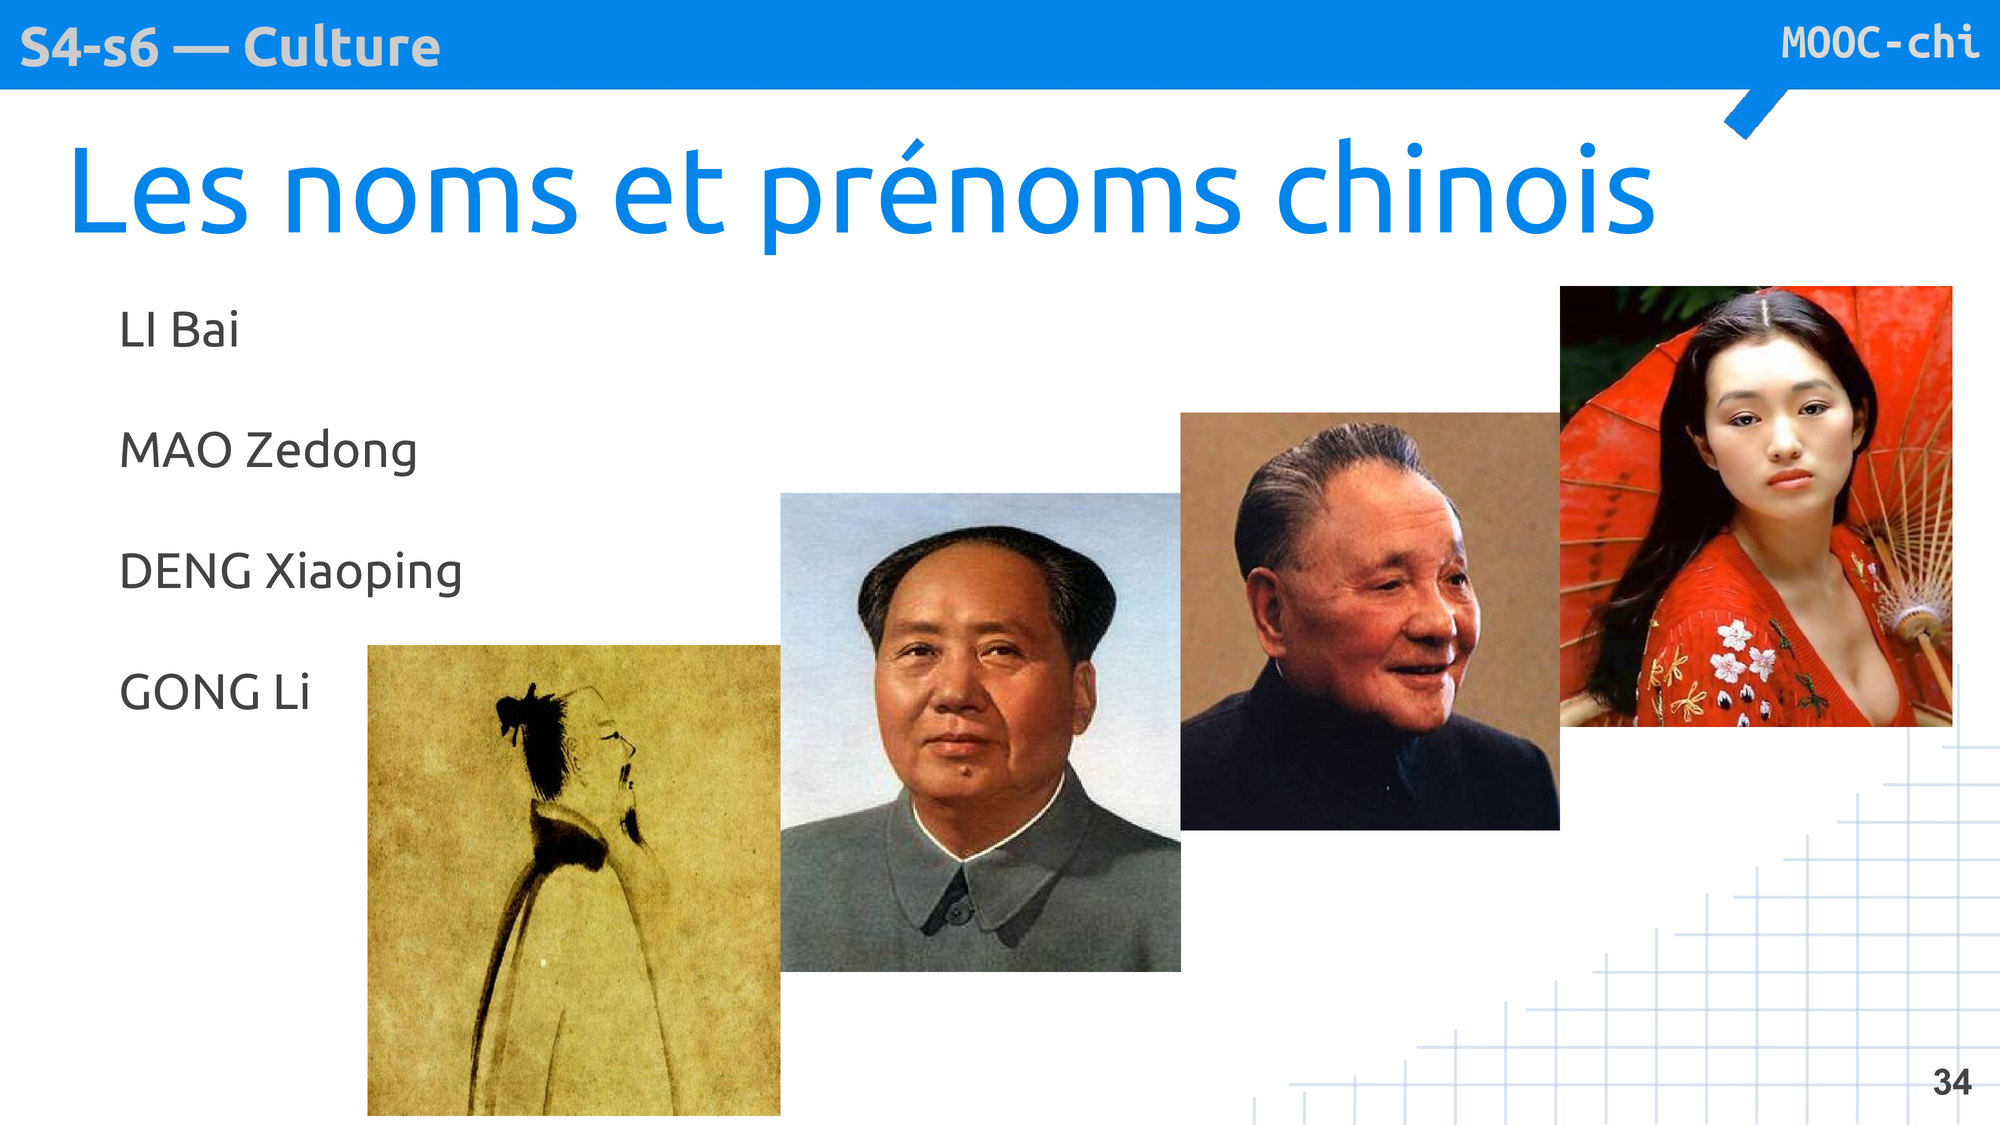 S4-s6 — Culture
MOOC-chi
Les noms et prénoms chinois
LI Bai
MAO Zedong
DENG Xiaoping
GONG Li
34